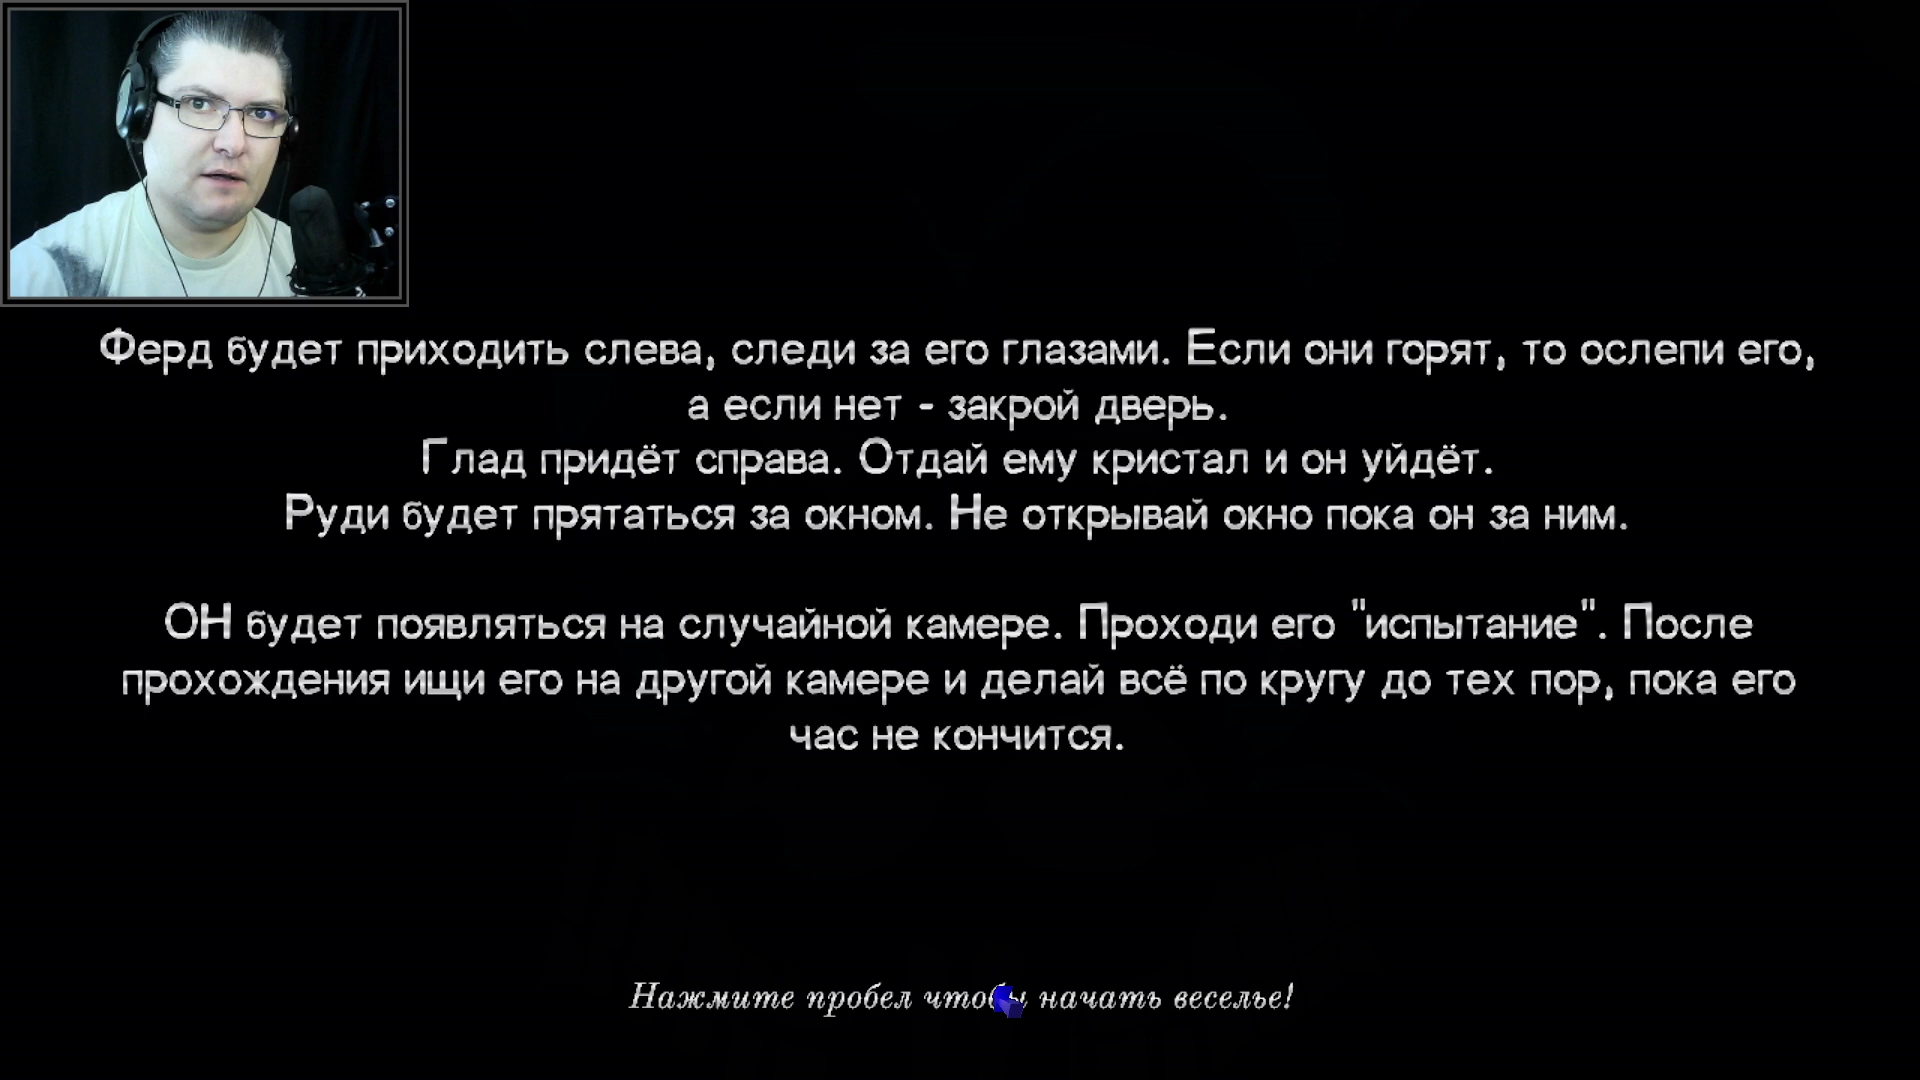 Ферд будет приходить слева, следи за его глазами. Если они горят, то ослепи его,
а если нет - закрой дверь.
Глад придёт справа. Отдай ему кристал и он уйдёт.
Руди будет прятаться за окном. Не открывай окно пока он за ним.
ОН будет появляться на случайной камере. Проходи его "испытание". После
прохождения ищи его на другой камере и делай всё по кругу до тех пор, пока его
час не кончится.
Нажмите пробел чтобы начать веселье!